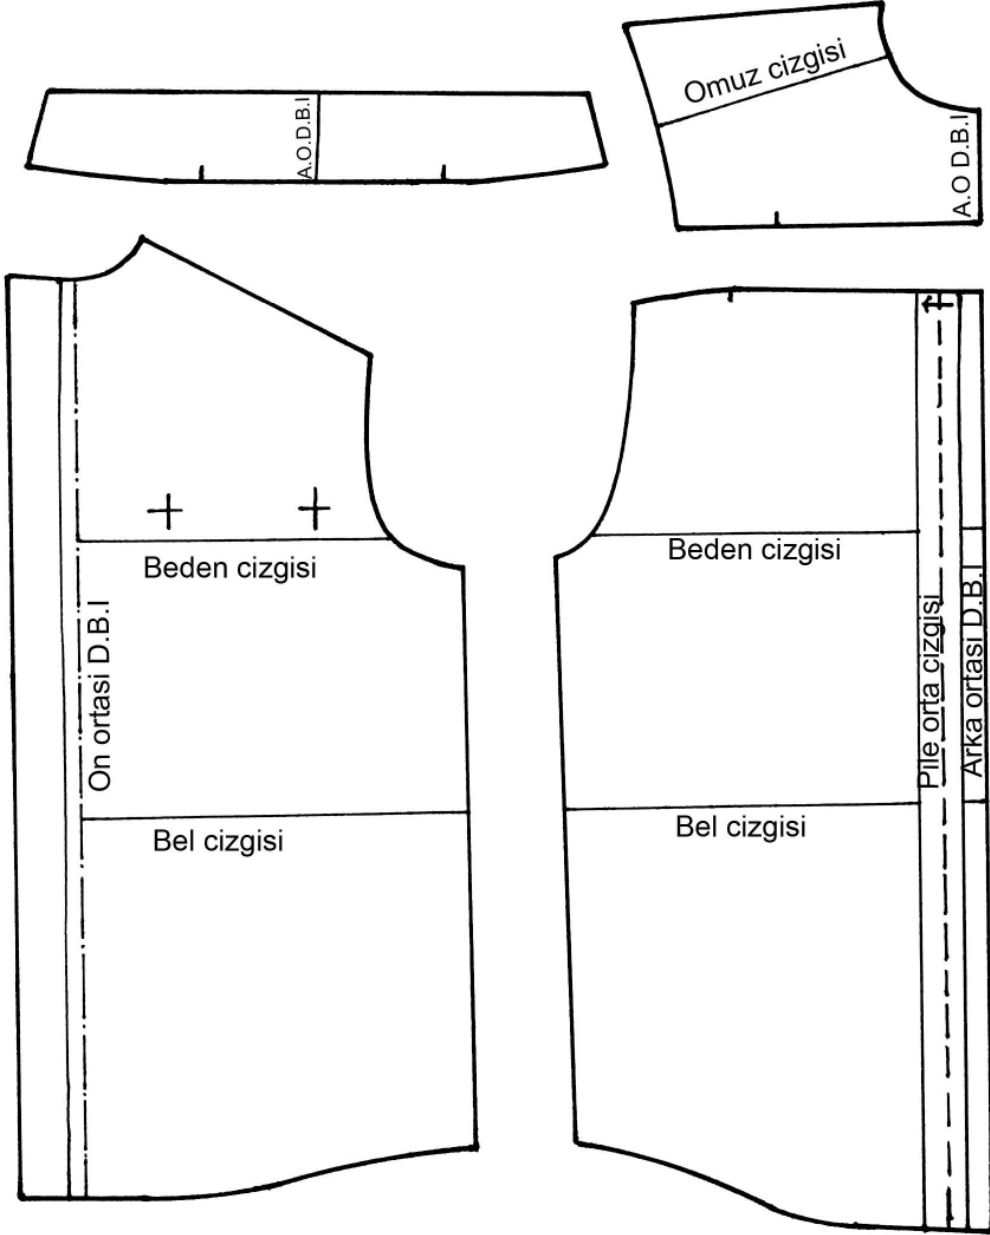 Omuz cizgisi
A.O.D.B.I
A.O D.B.I
Beden cizgisi
Beden cizgisi
On ortasi D.B.I
Pile orta cizgisi
Arka ortasi D.B.I
Bel cizgisi
Bel cizgisi